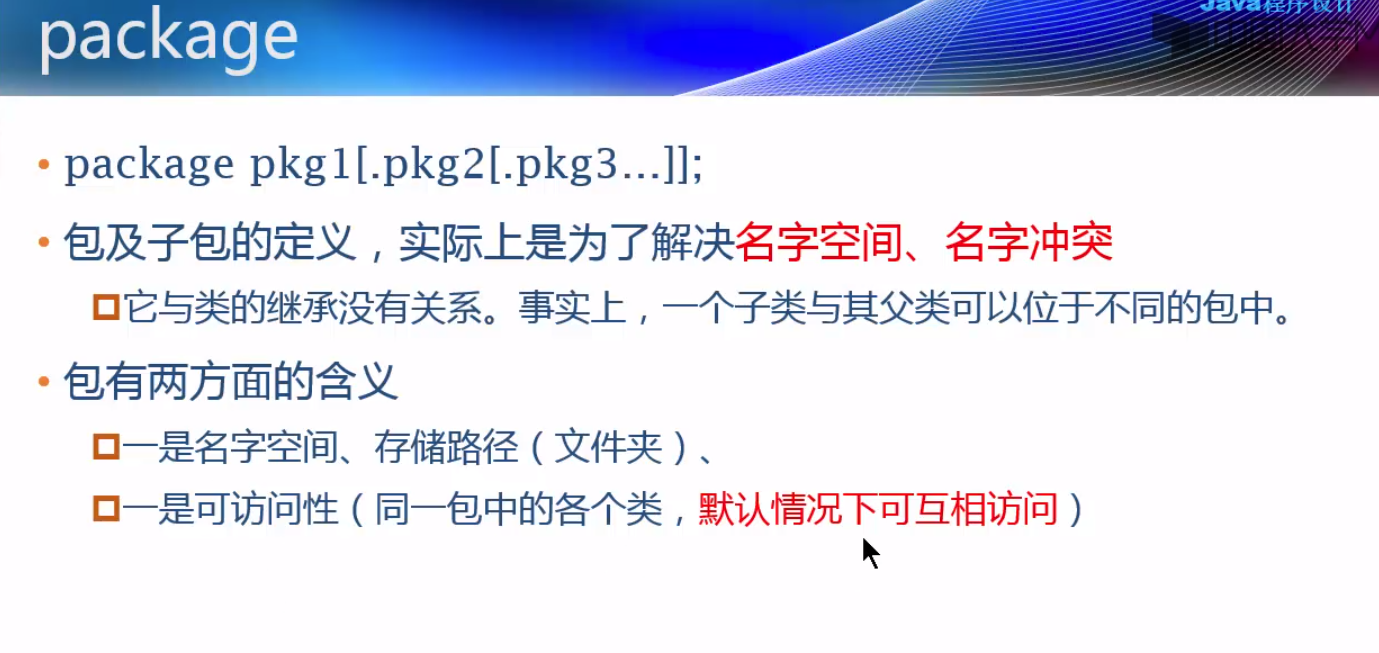 Java程序设计
package
• package pkg1[.pkg2[.pkg3…]];
• 包及子包的定义，实际上是为了解决名字空间、名字冲突
它与类的继承没有关系。事实上，一个子类与其父类可以位于不同的包中。
• 包有两方面的含义
一是名字空间、存储路径（文件夹）、
一是可访问性（同一包中的各个类，默认情况下可互相访问）